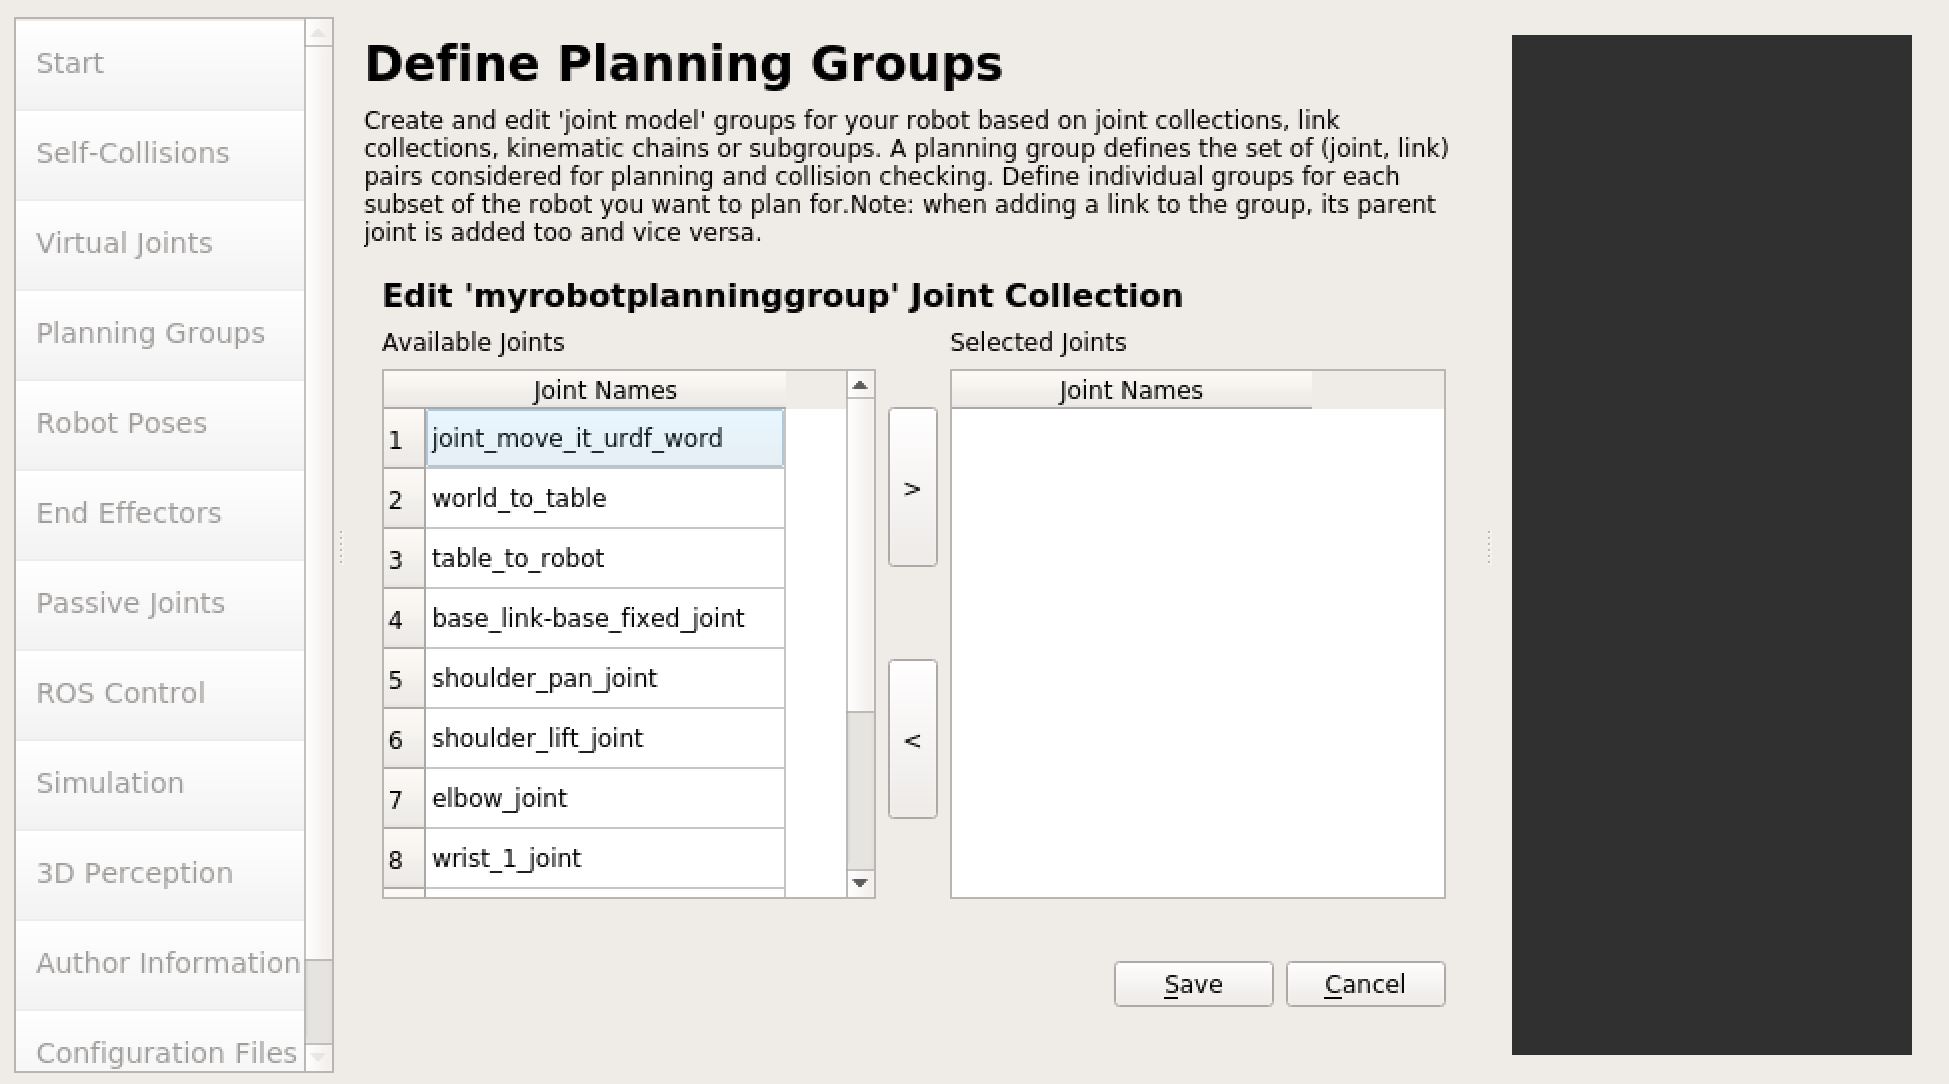 Start
Self-Collisions
Virtual Joints
Planning Groups
Robot Poses
End Effectors
Passive Joints
ROS Control
Simulation
3D Perception
Author Information
Configuration Files
Define Planning Groups
Create and edit 'joint model' groups for your robot based on joint collections, link
collections, kinematic chains or subgroups. A planning group defines the set of (joint, link)
pairs considered for planning and collision checking. Define individual groups for each
subset of the robot you want to plan for.Note: when adding a link to the group, its parent
joint is added too and vice versa.
Edit 'myrobotplanninggroup' Joint Collection
Available Joints
Joint Names
1 joint_move_it_urdf_word
2 world_to_table
3 table_to_robot
4 base_link-base_fixed_joint
5 shoulder_pan_joint
6 shoulder_lift_joint
7 elbow_joint
8 wrist_1_joint
>
<
Selected Joints
Joint Names
Save
Cancel